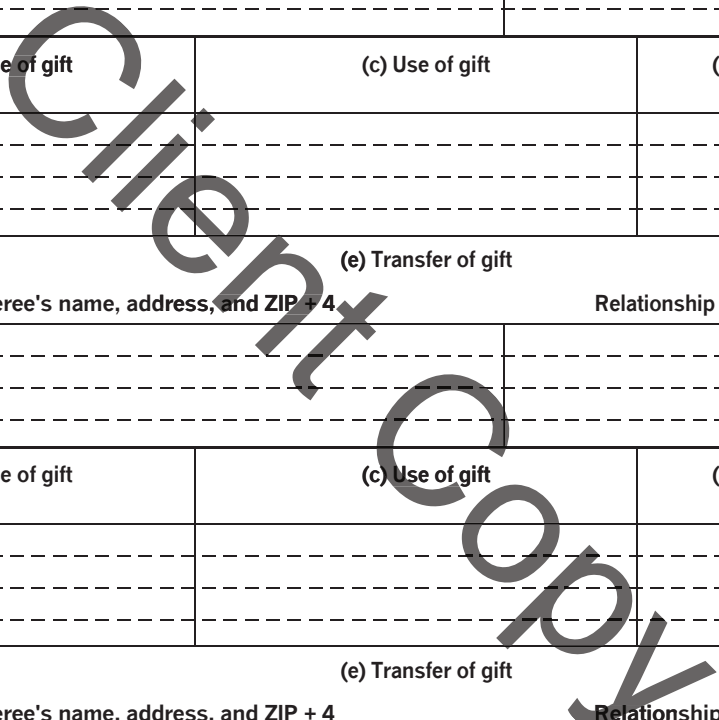 e of gift (c) Use of gift (
(e) Transfer of gift
eree's name, address, and ZIP + 4 Relationship
e of gift (c) Use of gift (
(e) Transfer of gift
eree's name, address, and ZIP + 4 Relationship
Client Copy